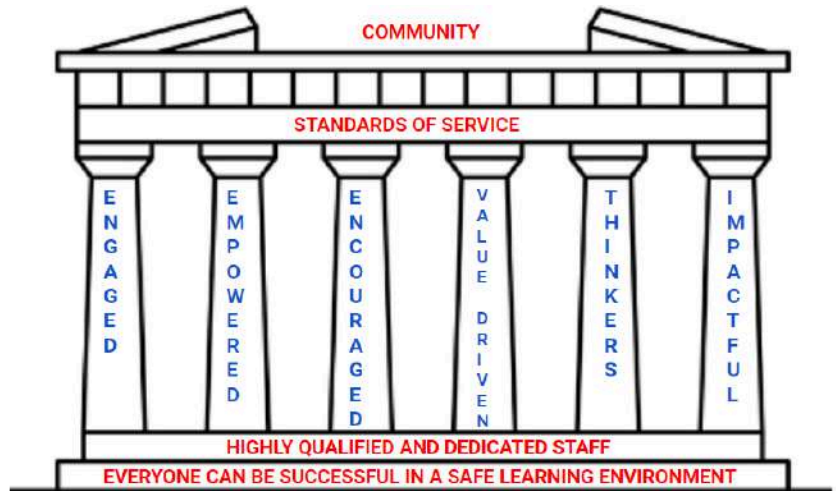 COMMUNITY
STANDARDS OF SERVICE
ENGAGED
EMPOWERED
ENCOURAGED
VALUE DRIVEN
THINKERS
IMPACTFUL
HIGHLY QUALIFIED AND DEDICATED STAFF
EVERYONE CAN BE SUCCESSFUL IN A SAFE LEARNING ENVIRONMENT